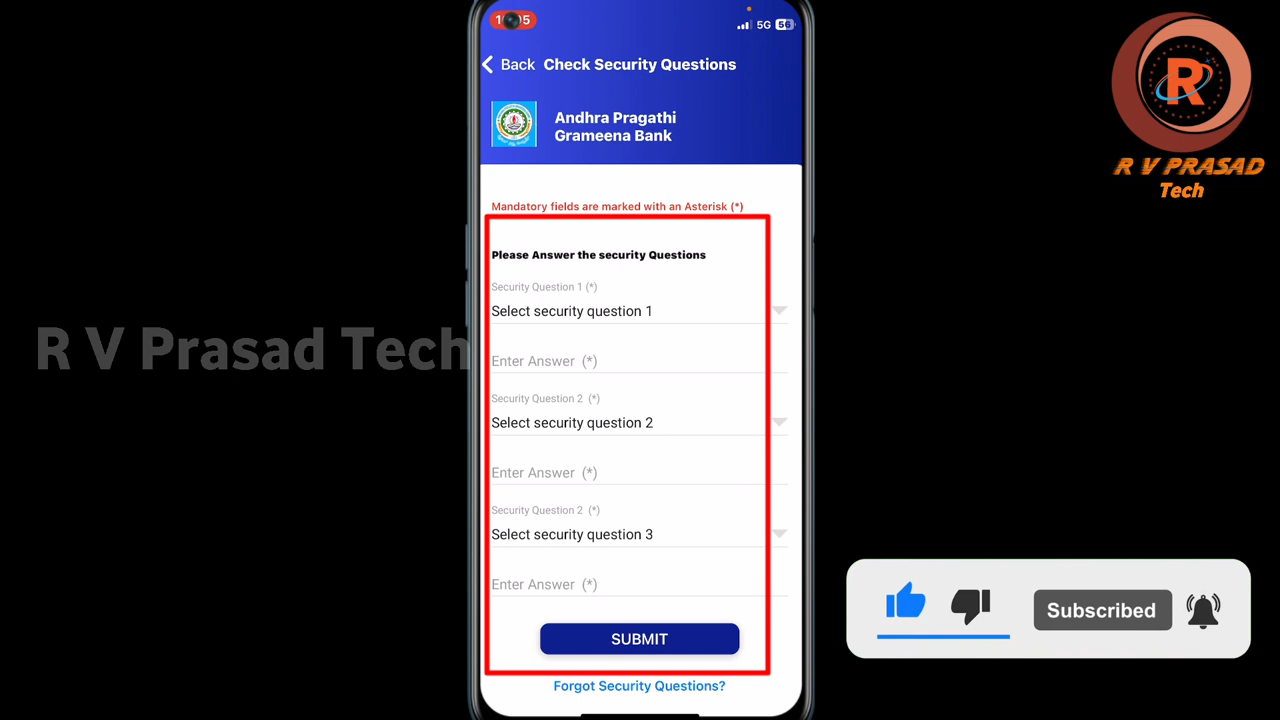 5G
Back Check Security Questions
Andhra Pragathi
Grameena Bank
R V PRASAD
Tech
Mandatory fields are marked with an Asterisk (*)
Please Answer the security Questions
Security Question 1 (*)
Select security question 1
Enter Answer (*)
R V Prasad Tech
Security Question 2 (*)
Select security question 2
Enter Answer (*)
Security Question 2 (*)
Select security question 3
Enter Answer (*)
SUBMIT
Subscribed
Forgot Security Questions?